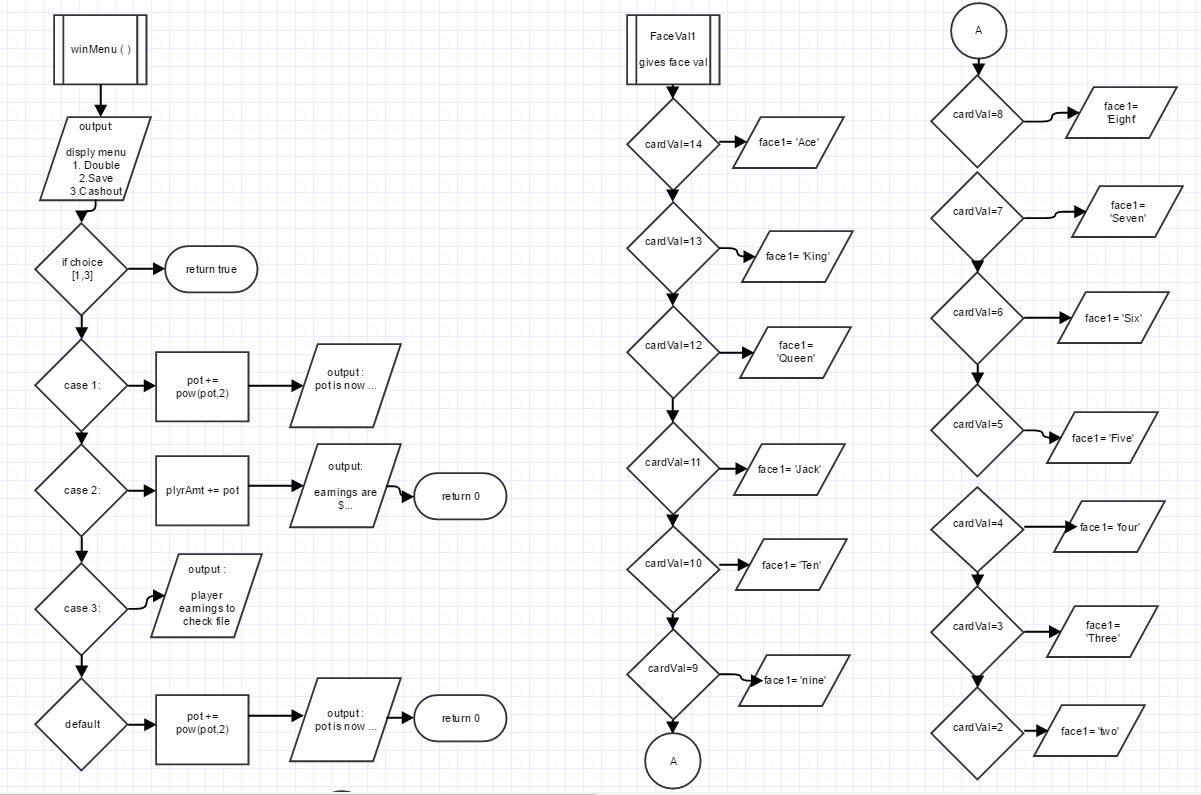 winMenu ( )
output:
disply menu
1. Double
2.Save
3.Cashout
if choice
[1,3]
return true
case 1:
pot +=
pow(pot,2)
output :
pot is now ...
case 2:
plyrAmt += pot
output:
earnings are
$...
return 0
case 3:
output :
player
earnings to
check file
default
pot +=
pow(pot,2)
output :
pot is now ...
return 0
FaceVal1
gives face val
cardVal=14
face1= 'Ace'
cardVal=13
face1= 'King'
cardVal=12
face1=
'Queen'
cardVal=11
face1= 'Jack'
cardVal=10
face1= 'Ten'
cardVal=9
face1= 'nine'
A
A
cardVal=8
face1=
'Eight'
cardVal=7
face1=
'Seven'
cardVal=6
face1= 'Six'
cardVal=5
face1= 'Five'
cardVal=4
face1= 'four'
cardVal=3
face1=
'Three'
cardVal=2
face1= 'two'